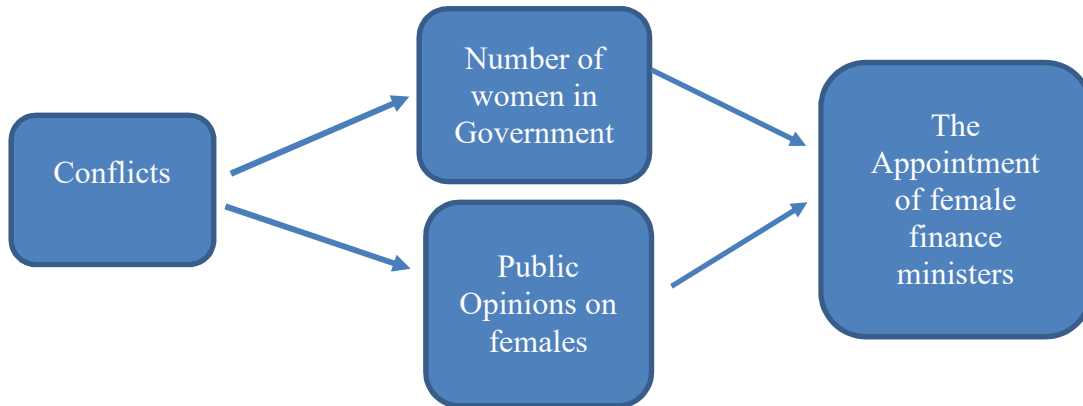 Conflicts
Number of
women in
Government
Public
Opinions on
females
The
Appointment
of female
finance
ministers